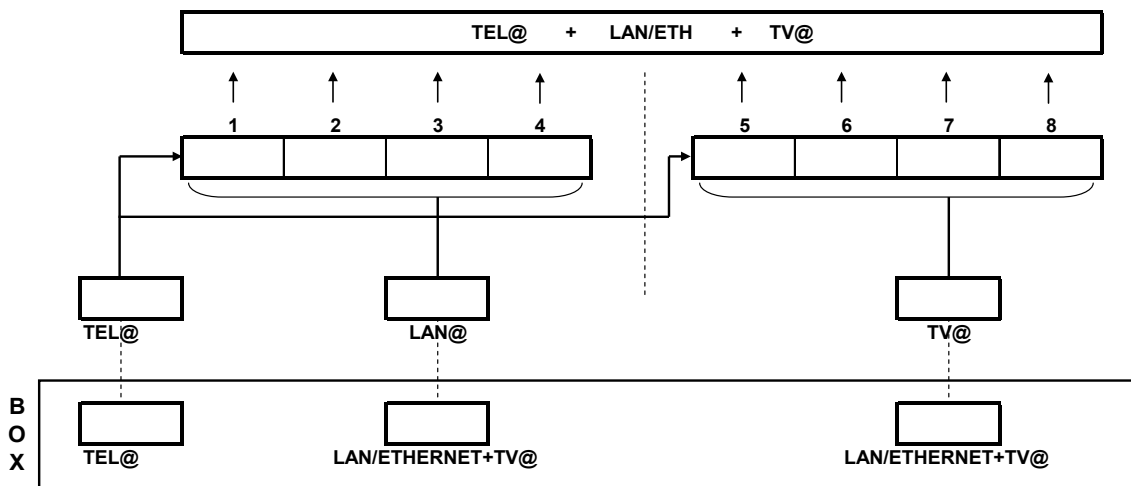 TEL@ + LAN/ETH + TV@
1 2 3 4 5 6 7 8
TEL@ LAN@ TV@
BOX
TEL@ LAN/ETHERNET+TV@ LAN/ETHERNET+TV@